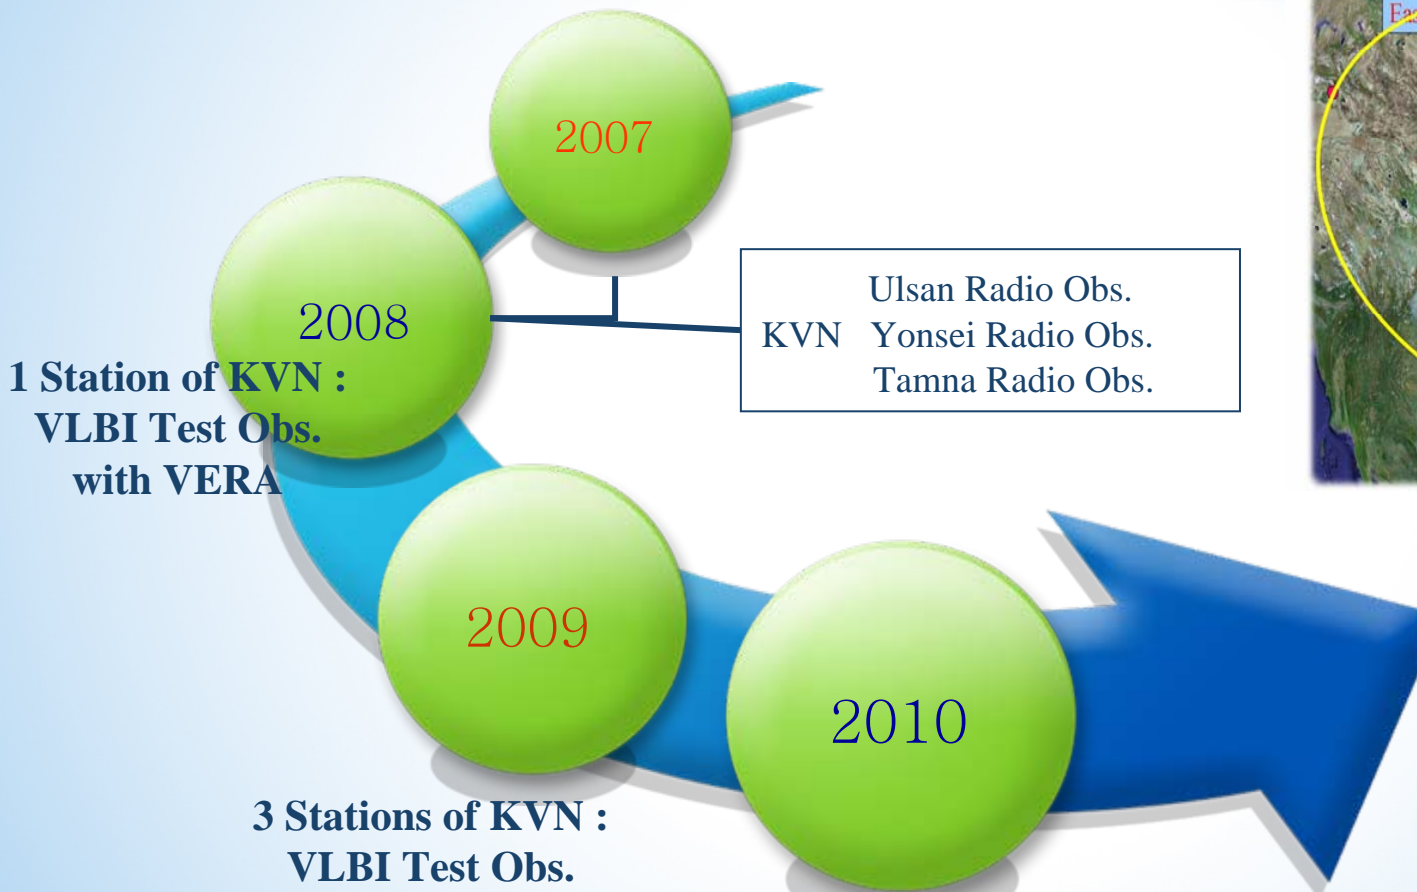 2007
2008
Ulsan Radio Obs.
KVN Yonsei Radio Obs.
Tamna Radio Obs.
1 Station of KVN :
VLBI Test Obs.
with VERA
2009
2010
3 Stations of KVN :
VLBI Test Obs.